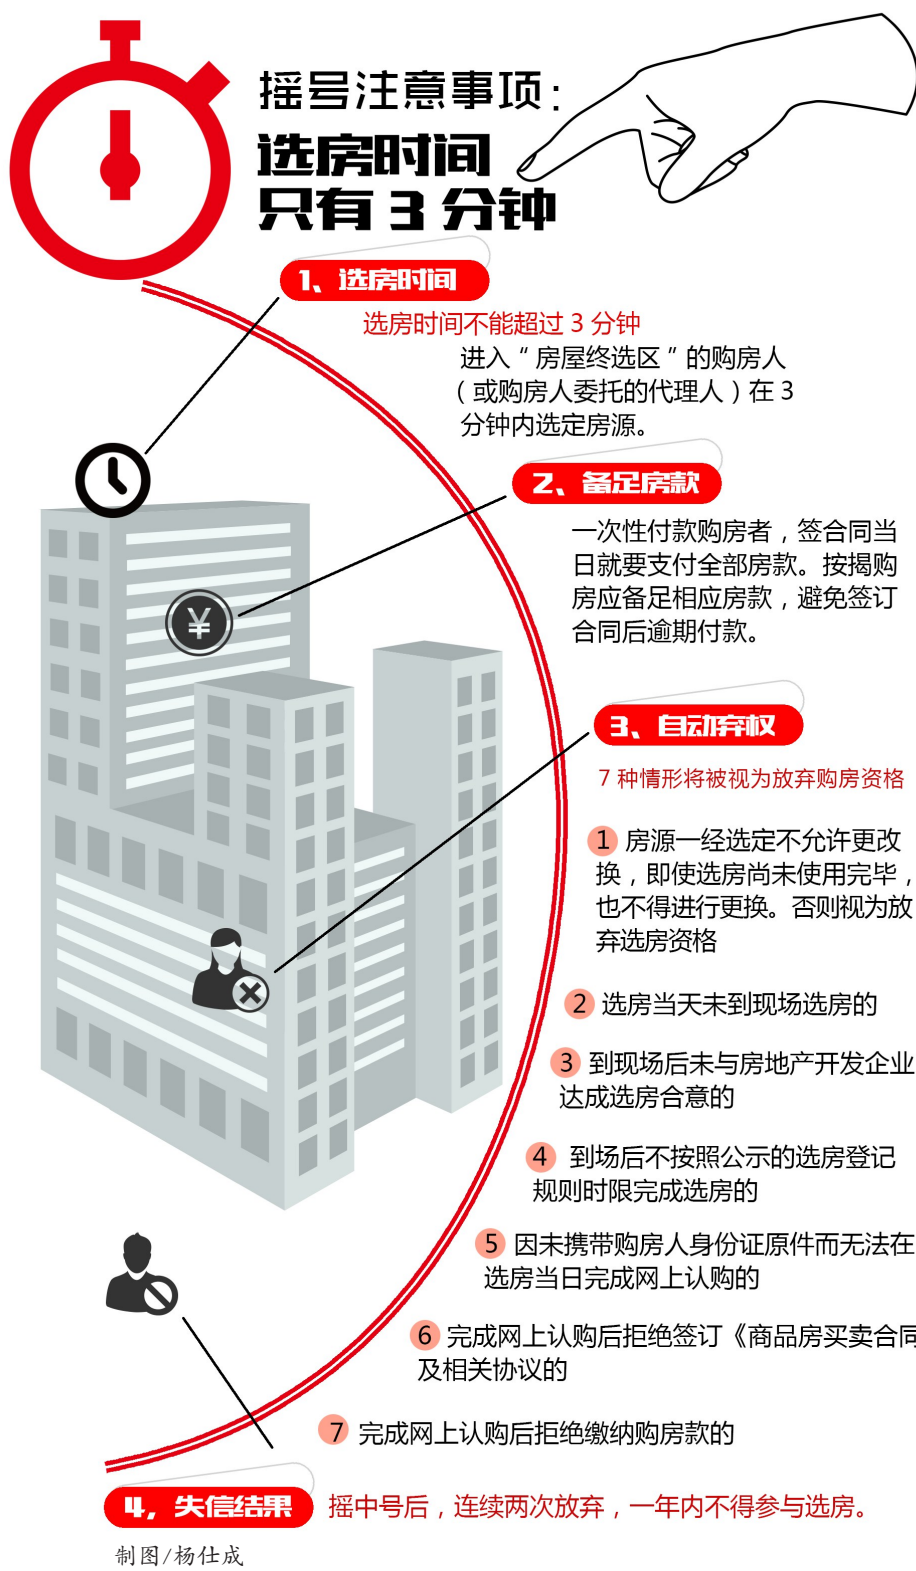 摇号注意事项：
选房时间
只有3分钟
1、选房时间
选房时间不能超过 3 分钟
进入“房屋终选区”的购房人
（或购房人委托的代理人）在 3
分钟内选定房源。
2、备足房款
一次性付款购房者，签合同当
日就要支付全部房款。按揭购
房应备足相应房款，避免签订
合同后逾期付款。
¥
3、自动弃权
7 种情形将被视为放弃购房资格
1 房源一经选定不允许更改
换，即使选房尚未使用完毕，
也不得进行更换。否则视为放
弃选房资格
2 选房当天未到现场选房的
3 到现场后未与房地产开发企业
达成选房合意的
4 到场后不按照公示的选房登记
规则时限完成选房的
5 因未携带购房人身份证原件而无法在
选房当日完成网上认购的
6 完成网上认购后拒绝签订《商品房买卖合同
及相关协议的
7 完成网上认购后拒绝缴纳购房款的
4，失信结果 摇中号后，连续两次放弃，一年内不得参与选房。
制图/杨仕成